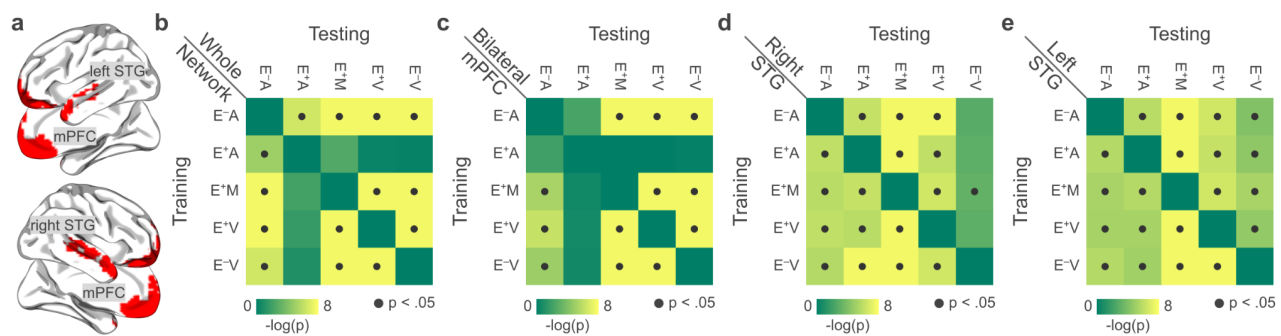 a
left STG
mPFC
right STG
mPFC
b
Testing
Whole
Network
E⁻A
E⁺A
E⁺M
E⁺V
E⁻V
Training
E⁻A
E⁺A
E⁺M
E⁺V
E⁻V
0 8
-log(p)
p < .05
c
Testing
Bilateral
mPFC
E⁻A
E⁺A
E⁺M
E⁺V
E⁻V
Training
E⁻A
E⁺A
E⁺M
E⁺V
E⁻V
0 8
-log(p)
p < .05
d
Testing
Right
STG
E⁻A
E⁺A
E⁺M
E⁺V
E⁻V
Training
E⁻A
E⁺A
E⁺M
E⁺V
E⁻V
0 8
-log(p)
p < .05
e
Testing
Left
STG
E⁻A
E⁺A
E⁺M
E⁺V
E⁻V
Training
E⁻A
E⁺A
E⁺M
E⁺V
E⁻V
0 8
-log(p)
p < .05